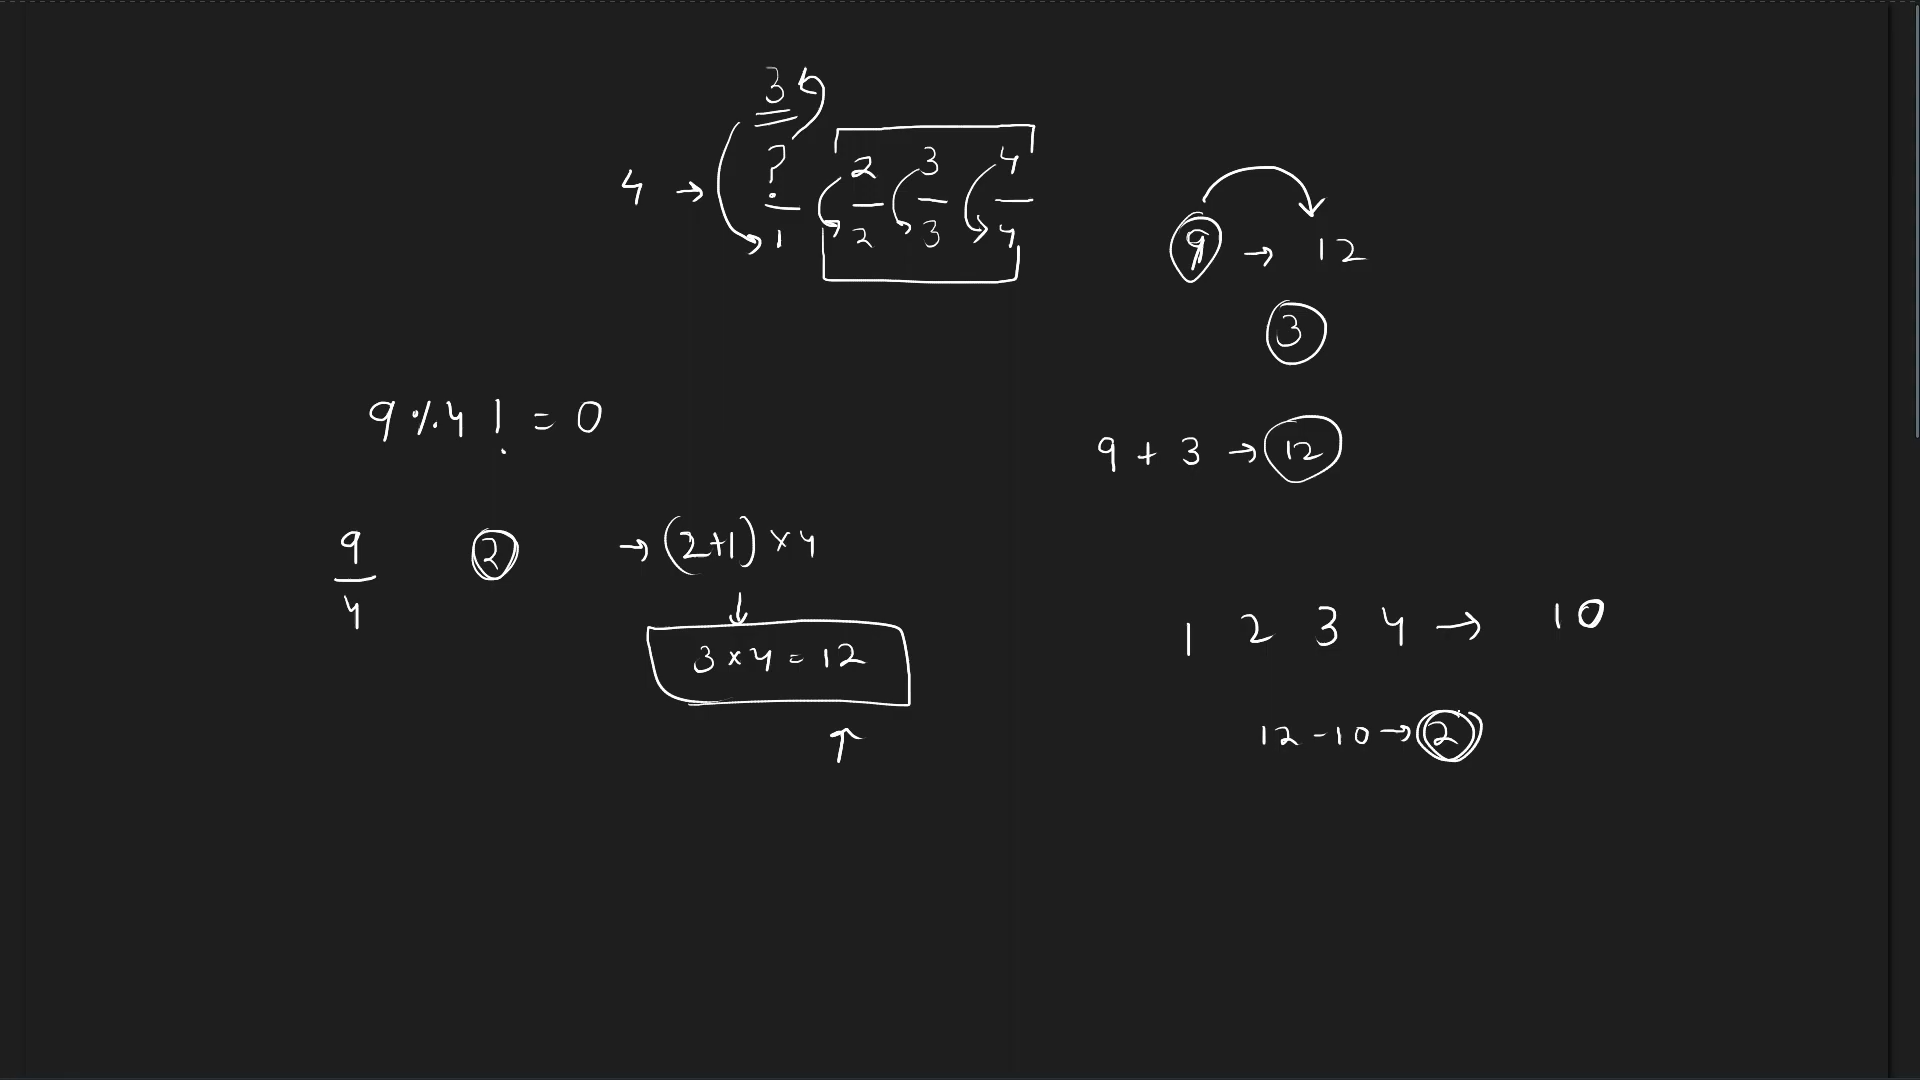 3
4 → ? 2 3 4
1 2 3 4
9 → 12
3
9 % 4 ! = 0
9 + 3 → 12
9 2 → (2+1) × 4
4
3 × 4 = 12
1 2 3 4 → 10
12 - 10 → 2